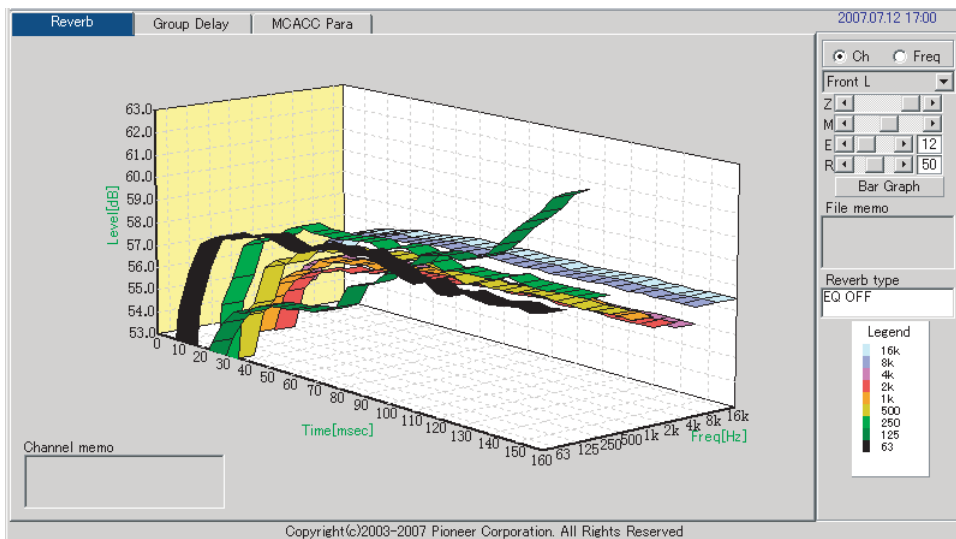 Reverb
Group Delay
MCACC Para
2007.07.12 17:00
Ch
Freq
Front L
Z
M
E 12
R 50
Bar Graph
File memo
Reverb type
EQ OFF
Legend
16k
8k
4k
2k
1k
500
250
125
63
Level[dB]
63.0
62.0
61.0
60.0
59.0
58.0
57.0
56.0
55.0
54.0
53.0
0
10
20
30
40
50
60
70
80
90
100
110
120
130
140
150
160
Time[msec]
63
125
250
500
1k
2k
4k
8k
16k
Freq[Hz]
Channel memo
Copyright(c)2003-2007 Pioneer Corporation. All Rights Reserved